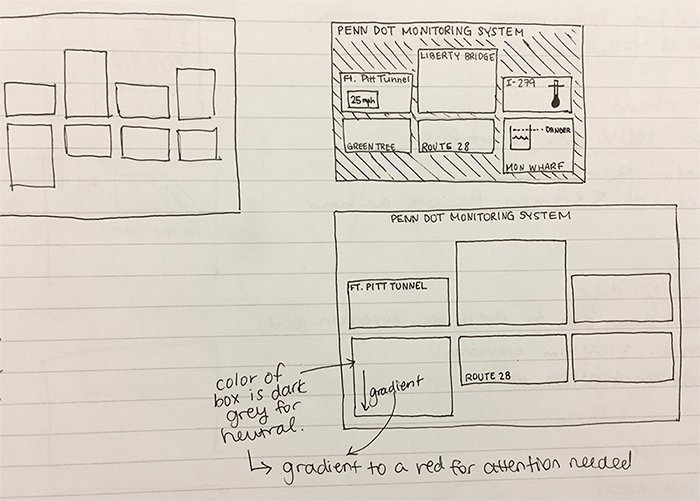 PENN DOT MONITORING SYSTEM
LIBERTY BRIDGE
Ft. Pitt Tunnel
25 mph
I-279
GREENTREE
ROUTE 28
DANGER
MON WHARF
PENN DOT MONITORING SYSTEM
FT. PITT TUNNEL
ROUTE 28
gradient
color of
box is dark
grey for
neutral.
gradient to a red for attention needed